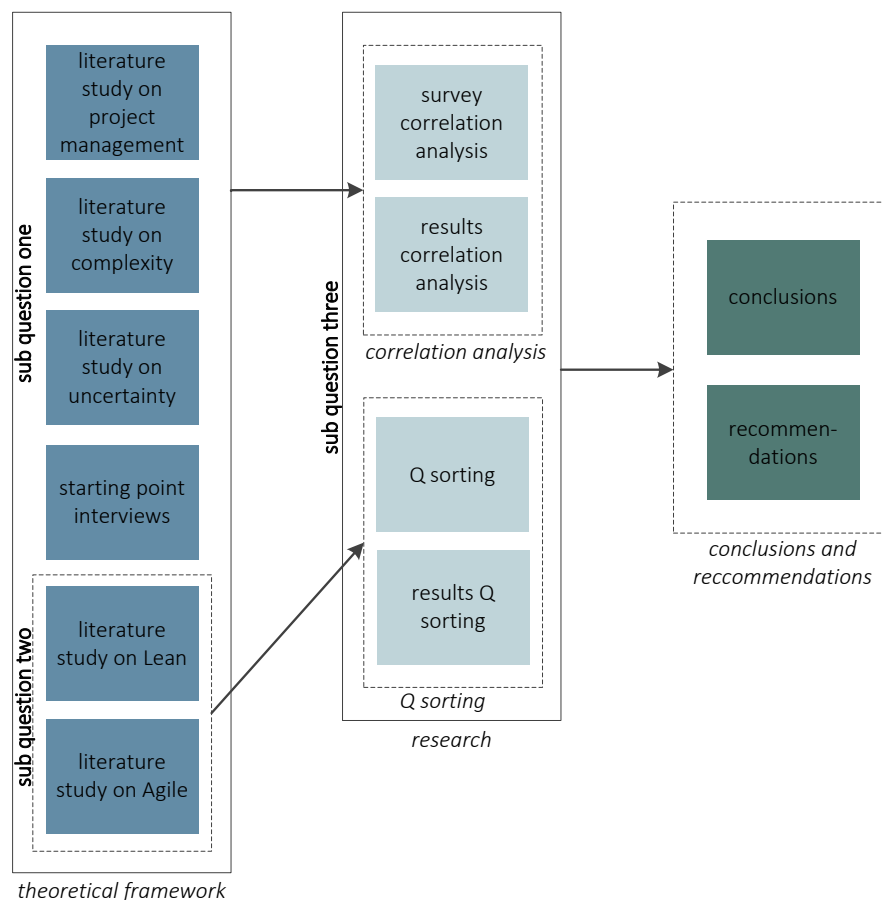 literature
study on
project
management
literature
study on
complexity
literature
study on
uncertainty
starting point
interviews
sub question one
literature
study on Lean
literature
study on Agile
sub question two
theoretical framework
survey
correlation
analysis
results
correlation
analysis
correlation analysis
sub question three
Q sorting
results Q
sorting
Q sorting
research
conclusions
recommen-
dations
conclusions and
reccommendations